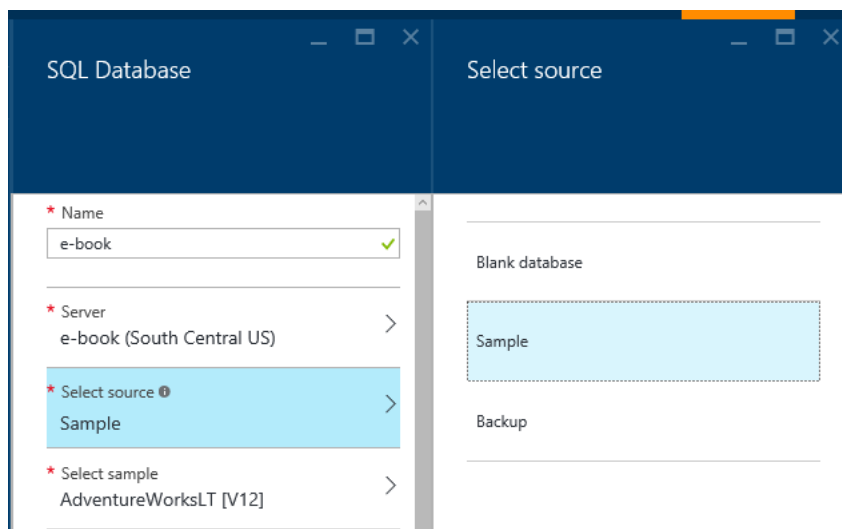 SQL Database
* Name
e-book
* Server
e-book (South Central US)
* Select source
Sample
* Select sample
AdventureWorksLT [V12]
Select source
Blank database
Sample
Backup